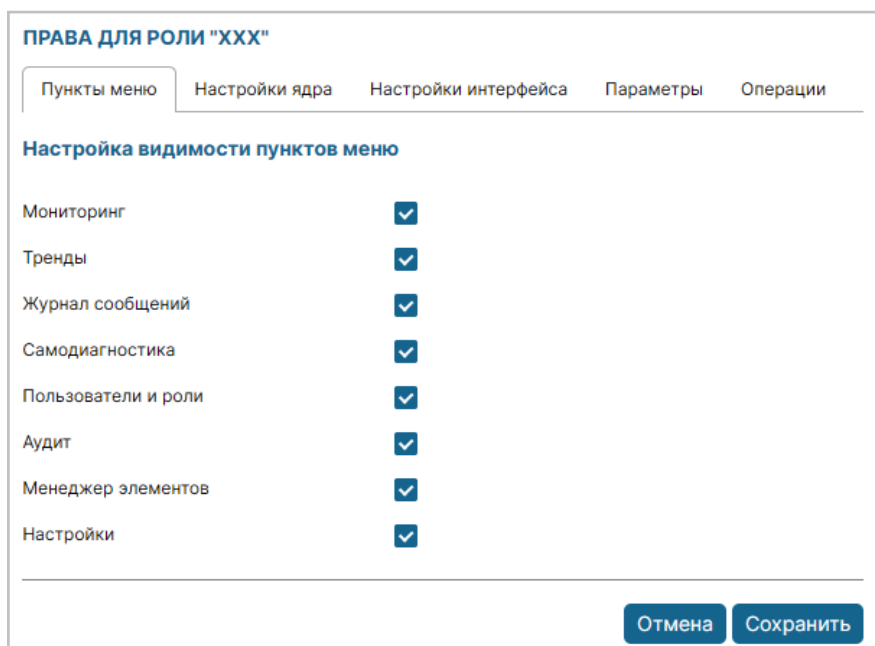 ПРАВА ДЛЯ РОЛИ "XXX"
Пункты меню Настройки ядра Настройки интерфейса Параметры Операции
Настройка видимости пунктов меню
Мониторинг
Тренды
Журнал сообщений
Самодиагностика
Пользователи и роли
Аудит
Менеджер элементов
Настройки
Отмена Сохранить